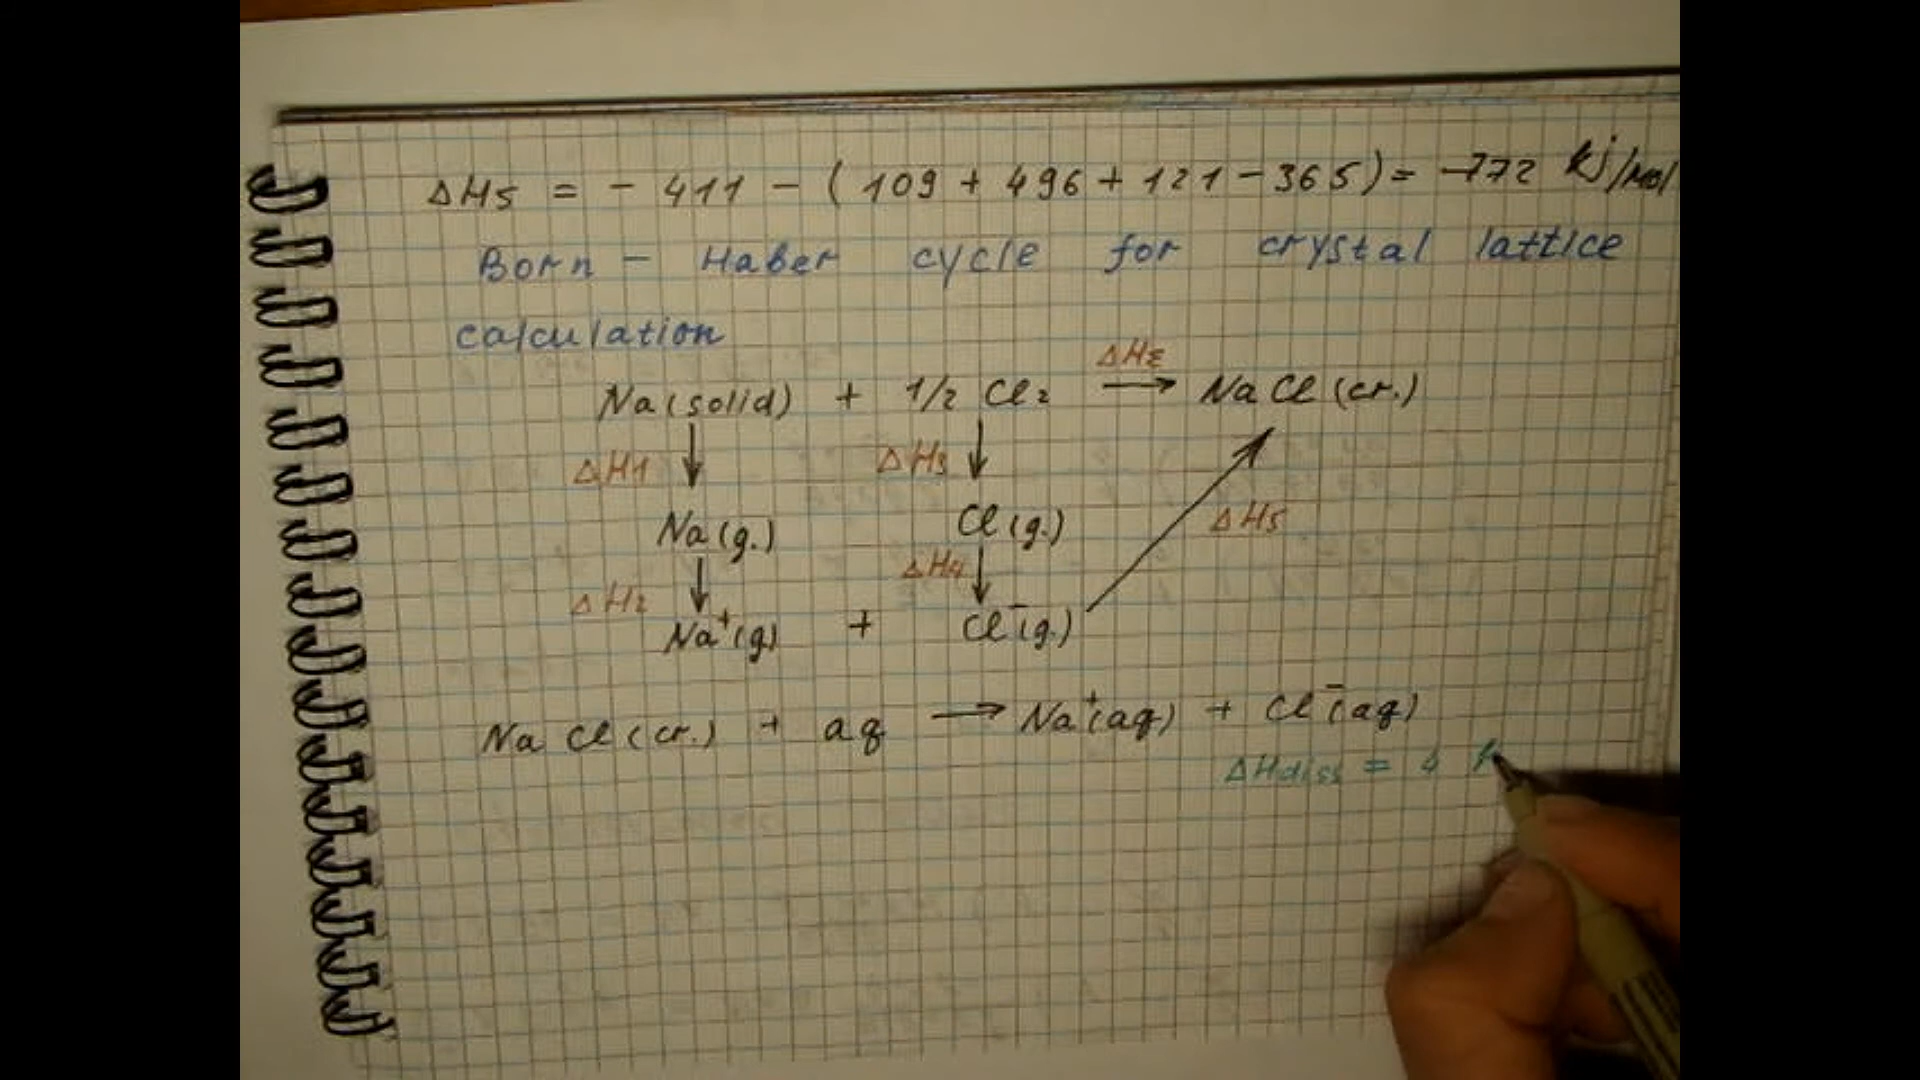 ΔH5 = - 411 - (109 + 496 + 121 - 365) = -772 kj/mol
Born - Haber cycle for crystal lattice
calculation
ΔHΣ
Na(solid) + 1/2 Cl2 → NaCl(cr.)
ΔH1 ΔH3
Na(g.) Cl(g.) ΔH5
ΔH2 ΔH4
Na⁺(g) + Cl⁻(g.)
NaCl(cr.) + aq → Na⁺(aq) + Cl⁻(aq)
ΔHdiss = 4